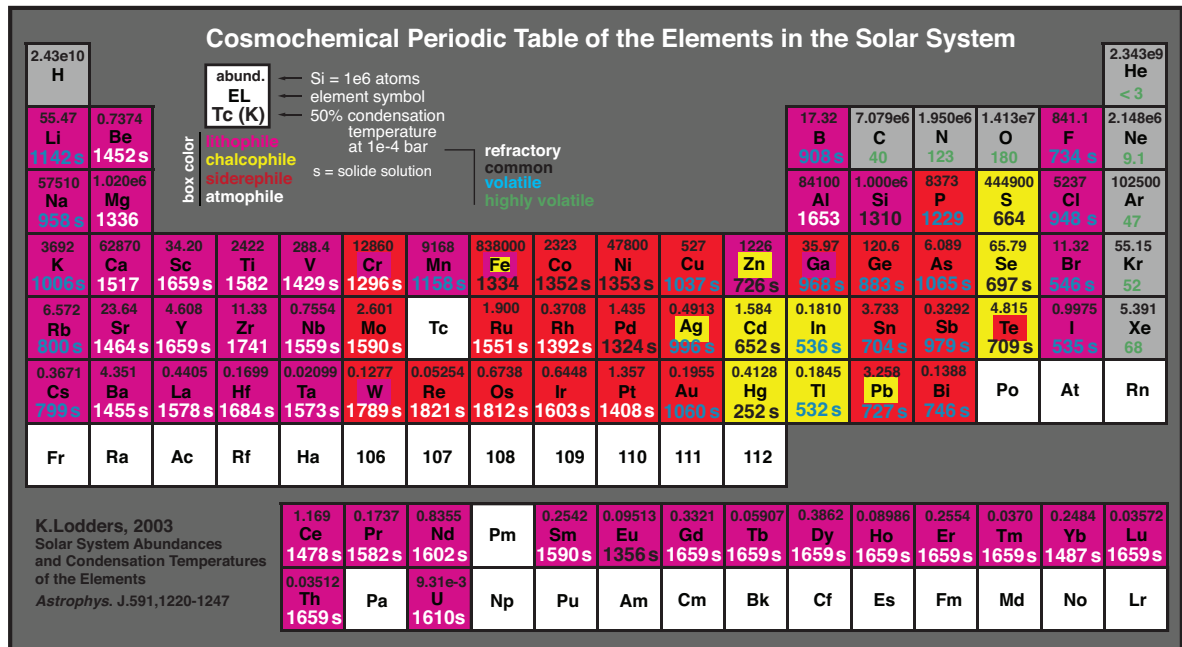 Cosmochemical Periodic Table of the Elements in the Solar System
abund.
EL
Tc (K)
Si = 1e6 atoms
element symbol
50% condensation
temperature
at 1e-4 bar
box color
lithophile
chalcophile
siderephile
atmophile
s = solide solution
refractory
common
volatile
highly volatile
2.43e10
H
2.343e9
He
< 3
55.47
Li
1142 s
0.7374
Be
1452 s
17.32
B
908 s
7.079e6
C
40
1.950e6
N
123
1.413e7
O
180
841.1
F
734 s
2.148e6
Ne
9.1
57510
Na
958 s
1.020e6
Mg
1336
84100
Al
1653
1.000e6
Si
1310
8373
P
1229
444900
S
664
5237
Cl
948 s
102500
Ar
47
3692
K
1006 s
62870
Ca
1517
34.20
Sc
1659 s
2422
Ti
1582
288.4
V
1429 s
12860
Cr
1296 s
9168
Mn
1158 s
838000
Fe
1334
2323
Co
1352 s
47800
Ni
1353 s
527
Cu
1037 s
1226
Zn
726 s
35.97
Ga
968 s
120.6
Ge
883 s
6.089
As
1065 s
65.79
Se
697 s
11.32
Br
546 s
55.15
Kr
52
6.572
Rb
800 s
23.64
Sr
1464 s
4.608
Y
1659 s
11.33
Zr
1741
0.7554
Nb
1559 s
2.601
Mo
1590 s
Tc
1.900
Ru
1551 s
0.3708
Rh
1392 s
1.435
Pd
1324 s
0.4913
Ag
996 s
1.584
Cd
652 s
0.1810
In
536 s
3.733
Sn
704 s
0.3292
Sb
979 s
4.815
Te
709 s
0.9975
I
535 s
5.391
Xe
68
0.3671
Cs
799 s
4.351
Ba
1455 s
0.4405
La
1578 s
0.1699
Hf
1684 s
0.02099
Ta
1573 s
0.1277
W
1789 s
0.05254
Re
1821 s
0.6738
Os
1812 s
0.6448
Ir
1603 s
1.357
Pt
1408 s
0.1955
Au
1060 s
0.4128
Hg
252 s
0.1845
Tl
532 s
3.258
Pb
727 s
0.1388
Bi
746 s
Po
At
Rn
Fr
Ra
Ac
Rf
Ha
106
107
108
109
110
111
112
K.Lodders, 2003
Solar System Abundances
and Condensation Temperatures
of the Elements
Astrophys. J.591,1220-1247
1.169
Ce
1478 s
0.1737
Pr
1582 s
0.8355
Nd
1602 s
Pm
0.2542
Sm
1590 s
0.09513
Eu
1356 s
0.3321
Gd
1659 s
0.05907
Tb
1659 s
0.3862
Dy
1659 s
0.08986
Ho
1659 s
0.2554
Er
1659 s
0.0370
Tm
1659 s
0.2484
Yb
1487 s
0.03572
Lu
1659 s
0.03512
Th
1659 s
Pa
9.31e-3
U
1610s
Np
Pu
Am
Cm
Bk
Cf
Es
Fm
Md
No
Lr